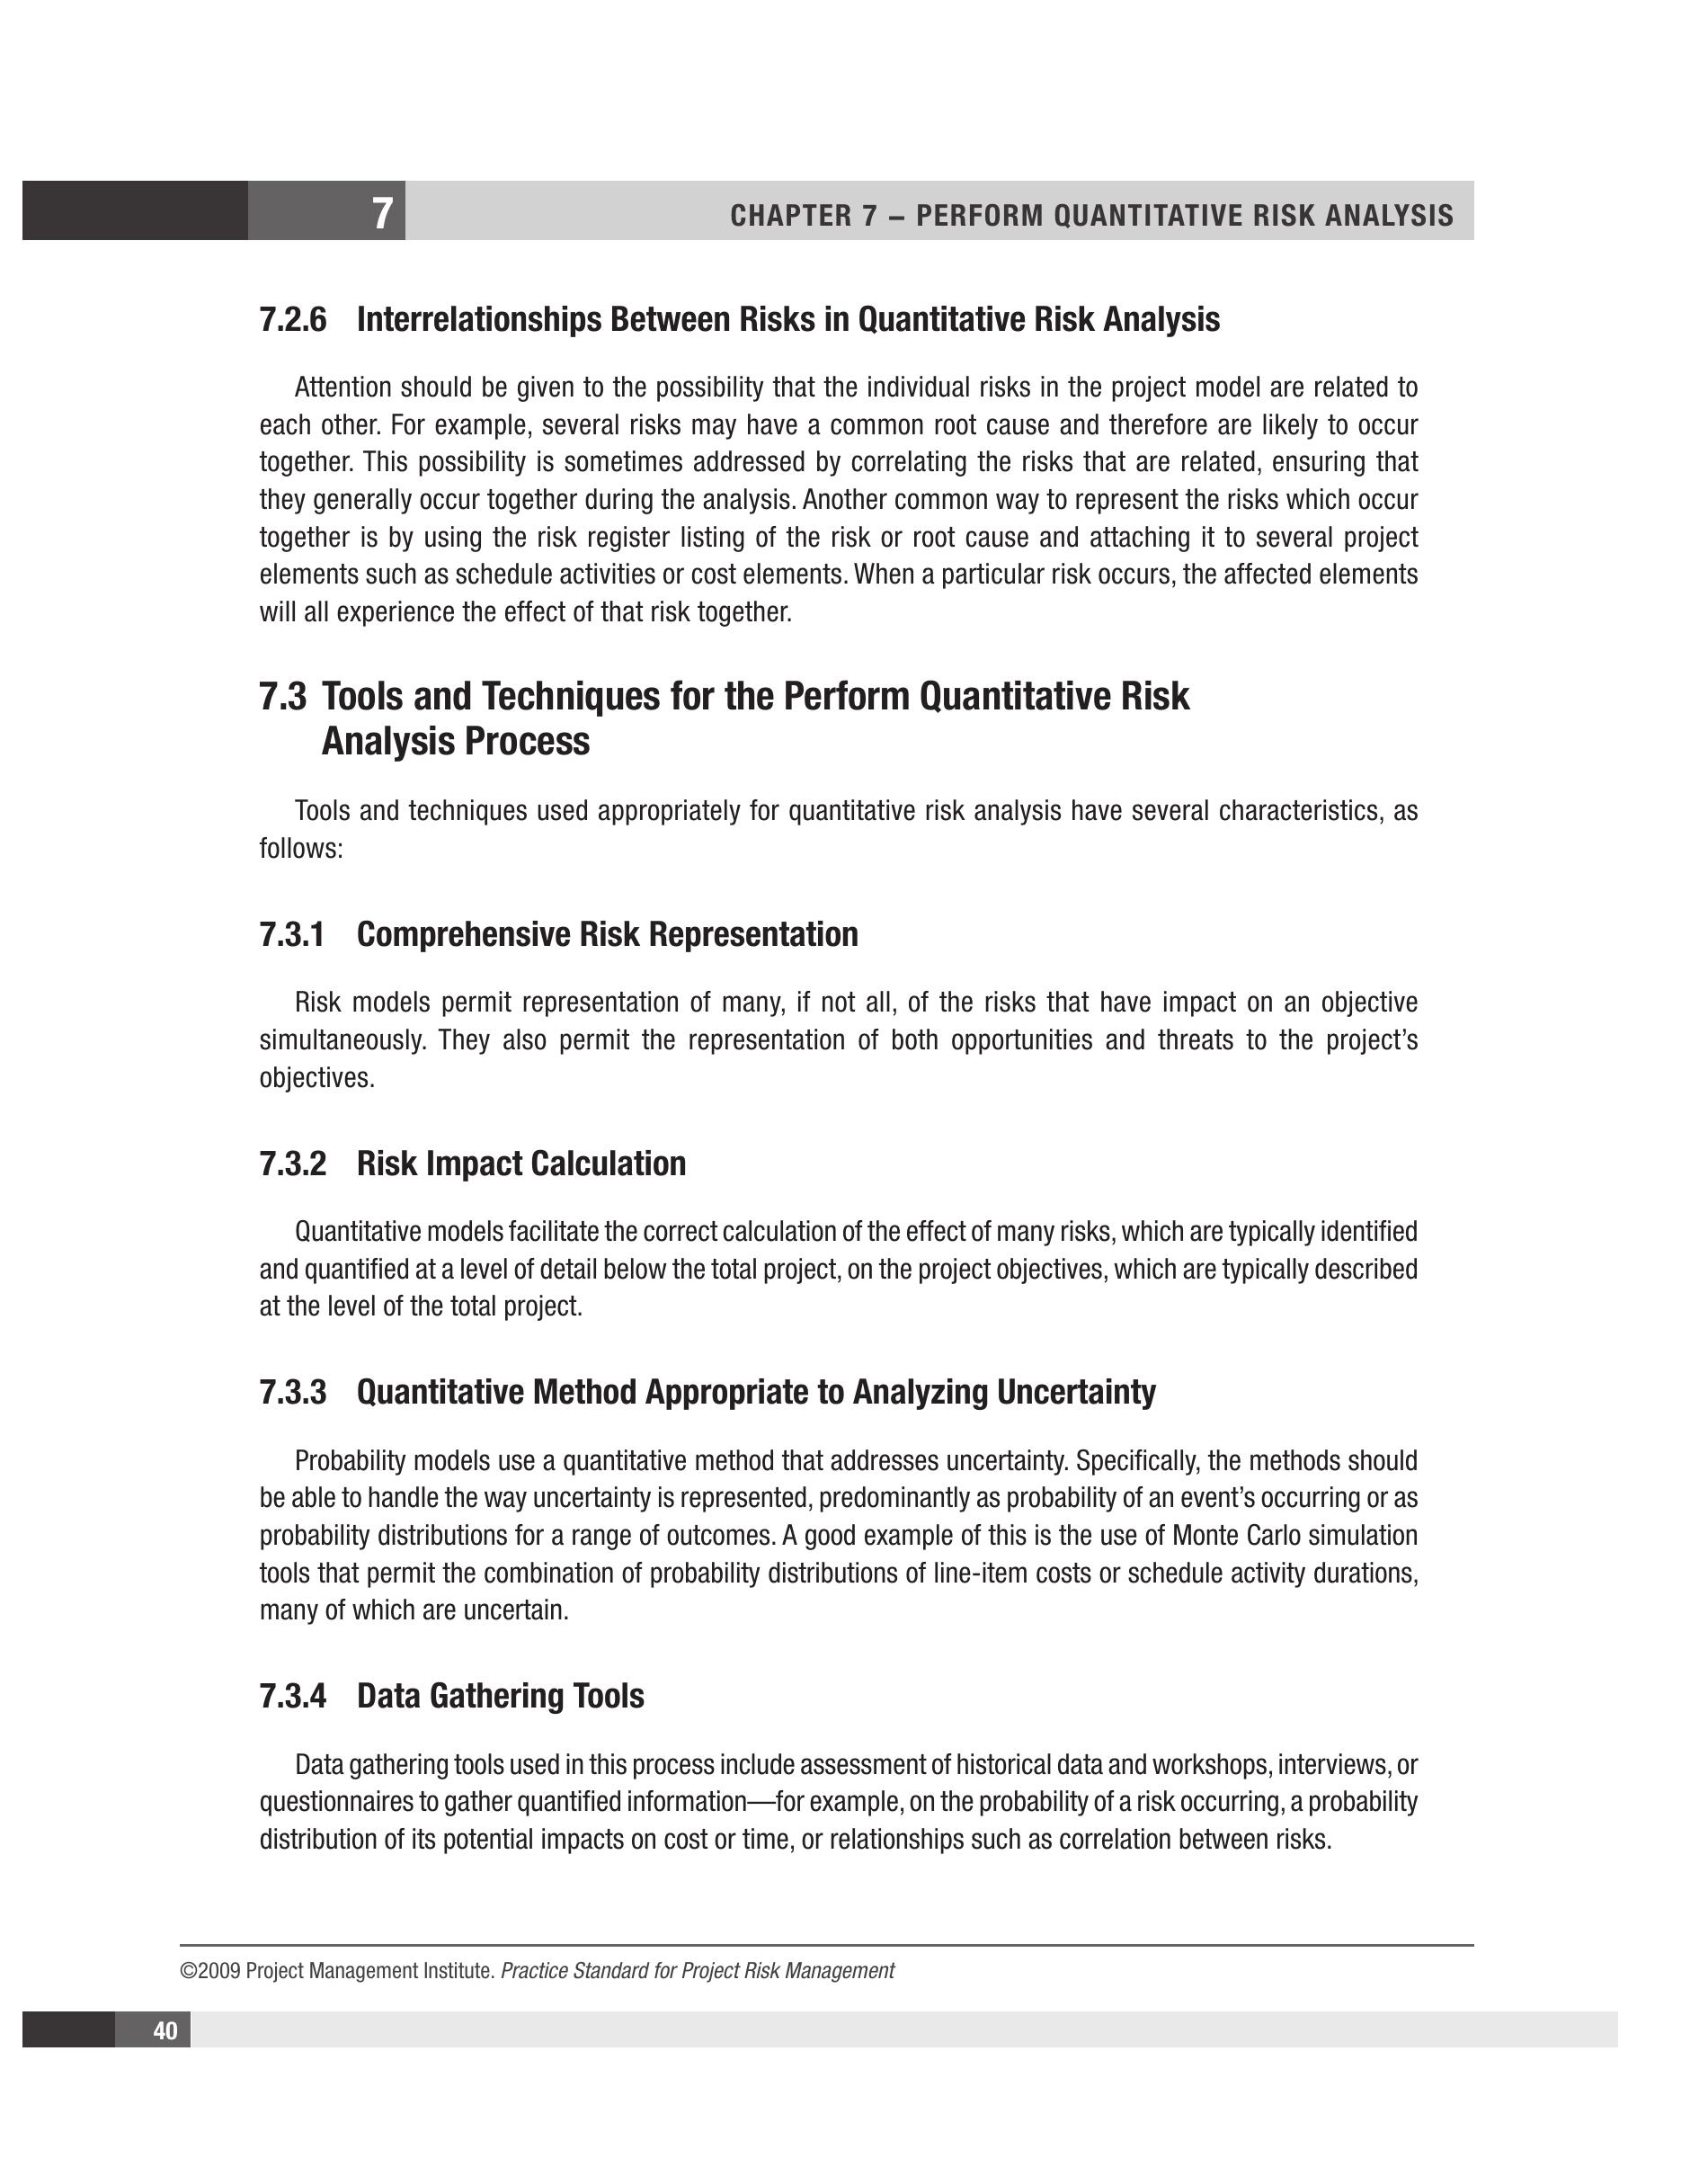 7
CHAPTER 7 – PERFORM QUANTITATIVE RISK ANALYSIS
7.2.6 Interrelationships Between Risks in Quantitative Risk Analysis
Attention should be given to the possibility that the individual risks in the project model are related to
each other. For example, several risks may have a common root cause and therefore are likely to occur
together. This possibility is sometimes addressed by correlating the risks that are related, ensuring that
they generally occur together during the analysis. Another common way to represent the risks which occur
together is by using the risk register listing of the risk or root cause and attaching it to several project
elements such as schedule activities or cost elements. When a particular risk occurs, the affected elements
will all experience the effect of that risk together.
7.3 Tools and Techniques for the Perform Quantitative Risk
Analysis Process
Tools and techniques used appropriately for quantitative risk analysis have several characteristics, as
follows:
7.3.1 Comprehensive Risk Representation
Risk models permit representation of many, if not all, of the risks that have impact on an objective
simultaneously. They also permit the representation of both opportunities and threats to the project’s
objectives.
7.3.2 Risk Impact Calculation
Quantitative models facilitate the correct calculation of the effect of many risks, which are typically identified
and quantified at a level of detail below the total project, on the project objectives, which are typically described
at the level of the total project.
7.3.3 Quantitative Method Appropriate to Analyzing Uncertainty
Probability models use a quantitative method that addresses uncertainty. Specifically, the methods should
be able to handle the way uncertainty is represented, predominantly as probability of an event’s occurring or as
probability distributions for a range of outcomes. A good example of this is the use of Monte Carlo simulation
tools that permit the combination of probability distributions of line-item costs or schedule activity durations,
many of which are uncertain.
7.3.4 Data Gathering Tools
Data gathering tools used in this process include assessment of historical data and workshops, interviews, or
questionnaires to gather quantified information—for example, on the probability of a risk occurring, a probability
distribution of its potential impacts on cost or time, or relationships such as correlation between risks.
©2009 Project Management Institute. Practice Standard for Project Risk Management
40